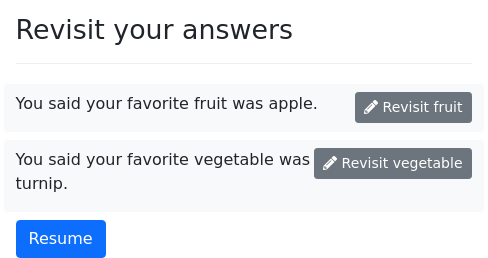 Revisit your answers
You said your favorite fruit was apple.
Revisit fruit
You said your favorite vegetable was
turnip.
Revisit vegetable
Resume